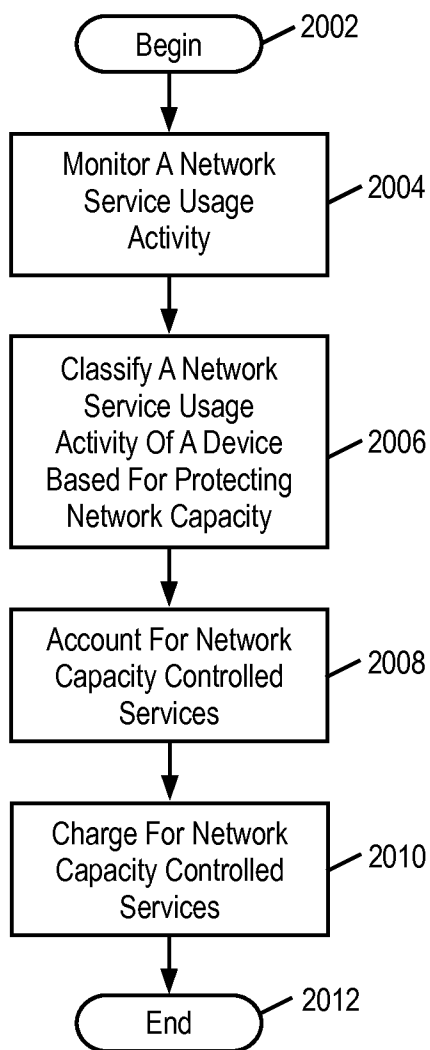 Begin
2002
Monitor A Network
Service Usage
Activity
2004
Classify A Network
Service Usage
Activity Of A Device
Based For Protecting
Network Capacity
2006
Account For Network
Capacity Controlled
Services
2008
Charge For Network
Capacity Controlled
Services
2010
End
2012